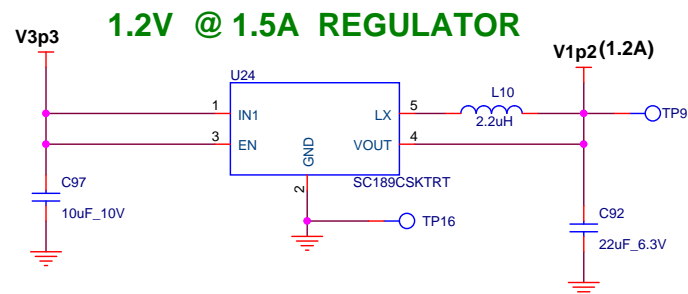 1.2V @ 1.5A REGULATOR
V3p3
V1p2(1.2A)
U24
L10
1 IN1 LX 5
2.2uH
TP9
3 EN VOUT 4
GND
2
SC189CSKTRT
C97
10uF_10V
TP16
C92
22uF_6.3V